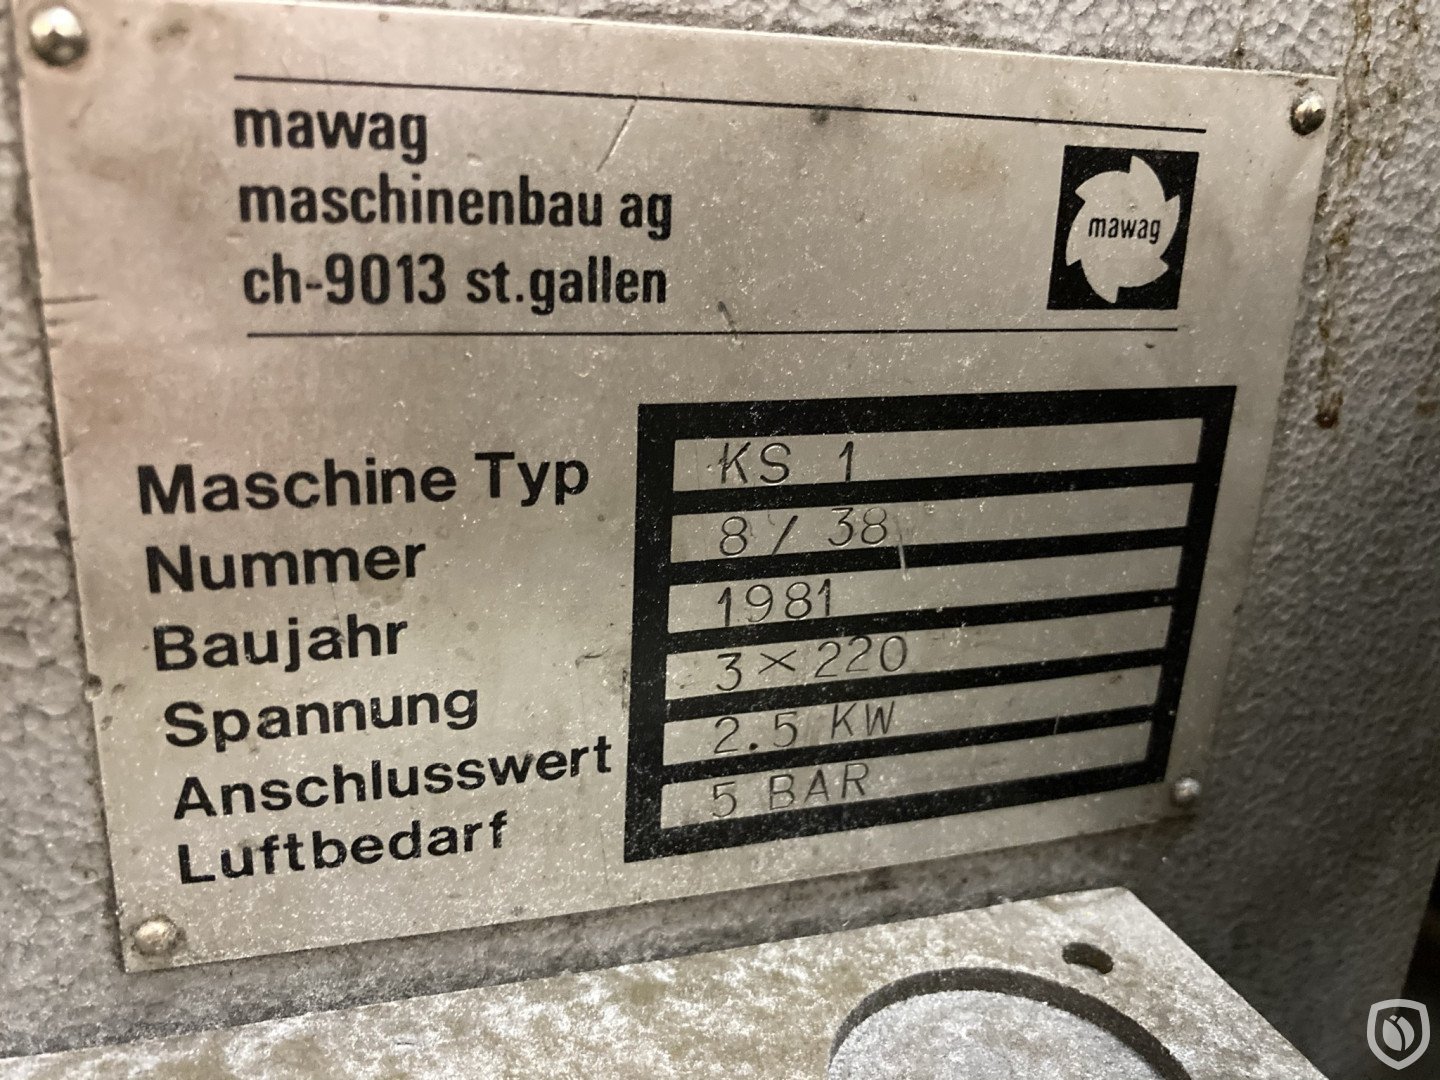 mawag
maschinenbau ag
ch-9013 st.gallen
mawag
Maschine Typ KS 1
Nummer 8 / 38
Baujahr 1981
Spannung 3 × 220
Anschlusswert 2.5 KW
Luftbedarf 5 BAR